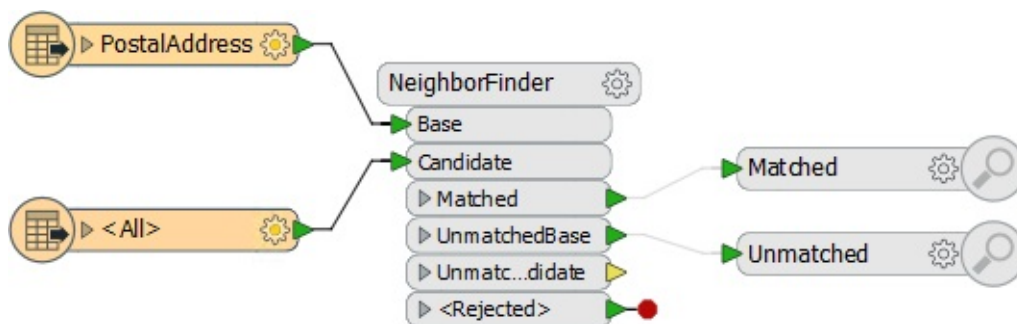 PostalAddress
NeighborFinder
Base
Candidate
<All>
Matched
UnmatchedBase
Unmatc...didate
<Rejected>
Matched
Unmatched